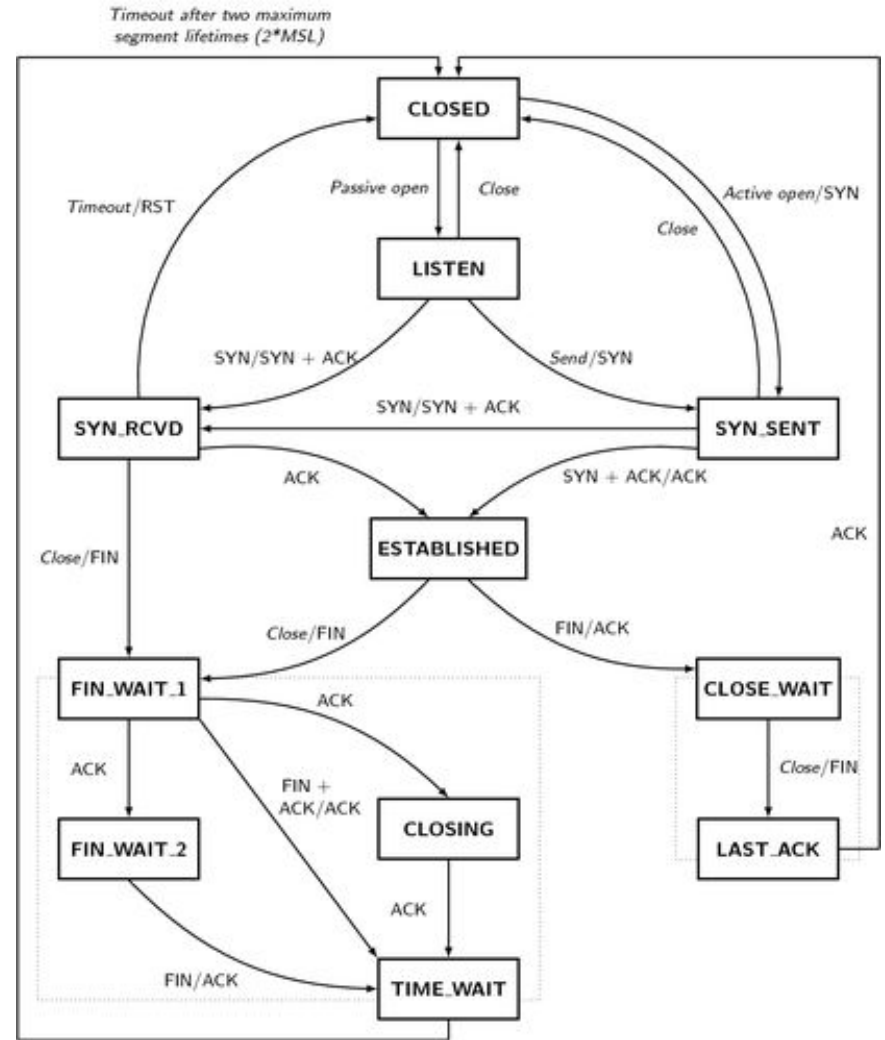 Timeout after two maximum
segment lifetimes (2*MSL)
CLOSED
Passive open
Close
Timeout/RST
Active open/SYN
Close
LISTEN
SYN/SYN + ACK
Send/SYN
SYN/SYN + ACK
SYN_RCVD
SYN_SENT
ACK
SYN + ACK/ACK
ESTABLISHED
ACK
Close/FIN
Close/FIN
FIN/ACK
FIN_WAIT_1
CLOSE_WAIT
ACK
ACK
FIN +
ACK/ACK
Close/FIN
CLOSING
FIN_WAIT_2
LAST_ACK
ACK
FIN/ACK
TIME_WAIT